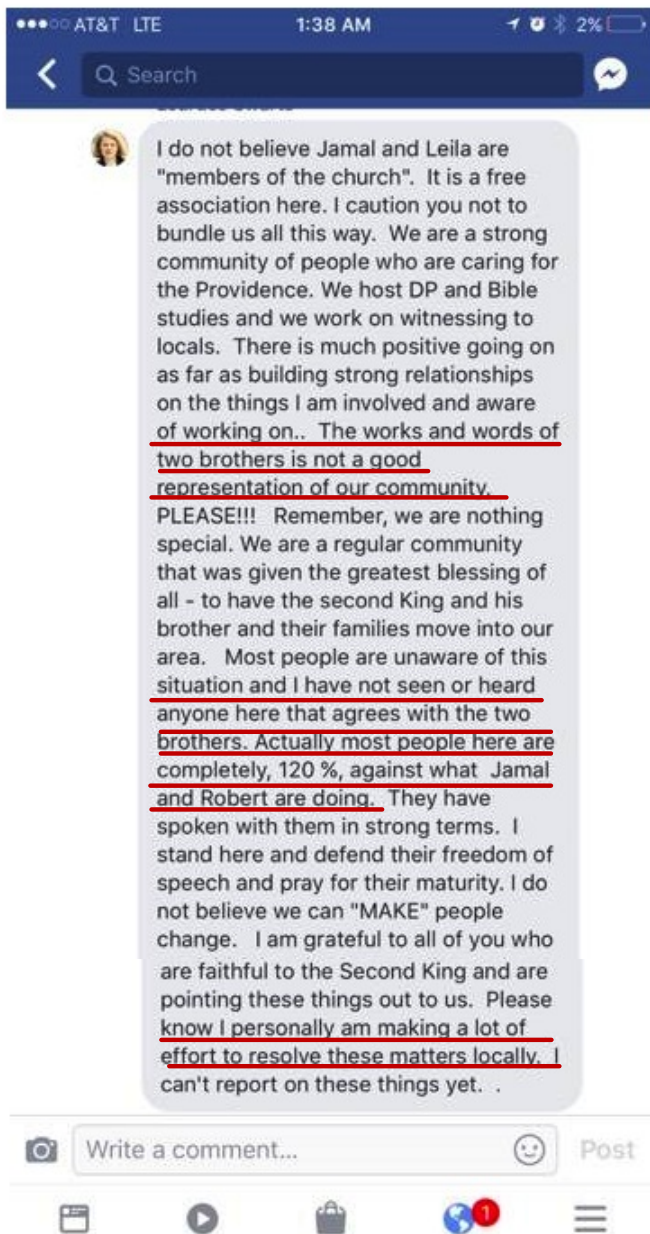 AT&T LTE 1:38 AM 2%
Search
I do not believe Jamal and Leila are
"members of the church". It is a free
association here. I caution you not to
bundle us all this way. We are a strong
community of people who are caring for
the Providence. We host DP and Bible
studies and we work on witnessing to
locals. There is much positive going on
as far as building strong relationships
on the things I am involved and aware
of working on.. The works and words of
two brothers is not a good
representation of our community.
PLEASE!!! Remember, we are nothing
special. We are a regular community
that was given the greatest blessing of
all - to have the second King and his
brother and their families move into our
area. Most people are unaware of this
situation and I have not seen or heard
anyone here that agrees with the two
brothers. Actually most people here are
completely, 120 %, against what Jamal
and Robert are doing. They have
spoken with them in strong terms. I
stand here and defend their freedom of
speech and pray for their maturity. I do
not believe we can "MAKE" people
change. I am grateful to all of you who
are faithful to the Second King and are
pointing these things out to us. Please
know I personally am making a lot of
effort to resolve these matters locally. I
can't report on these things yet. .
Write a comment...
Post
1